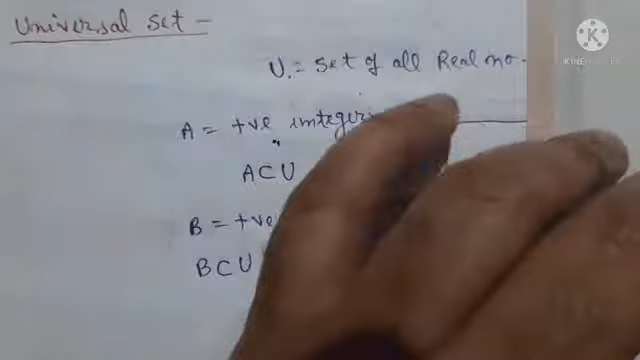 Universal Set -
U = Set of all Real no.
A = +ve integers
A ⊂ U
B = +ve
B ⊂ U